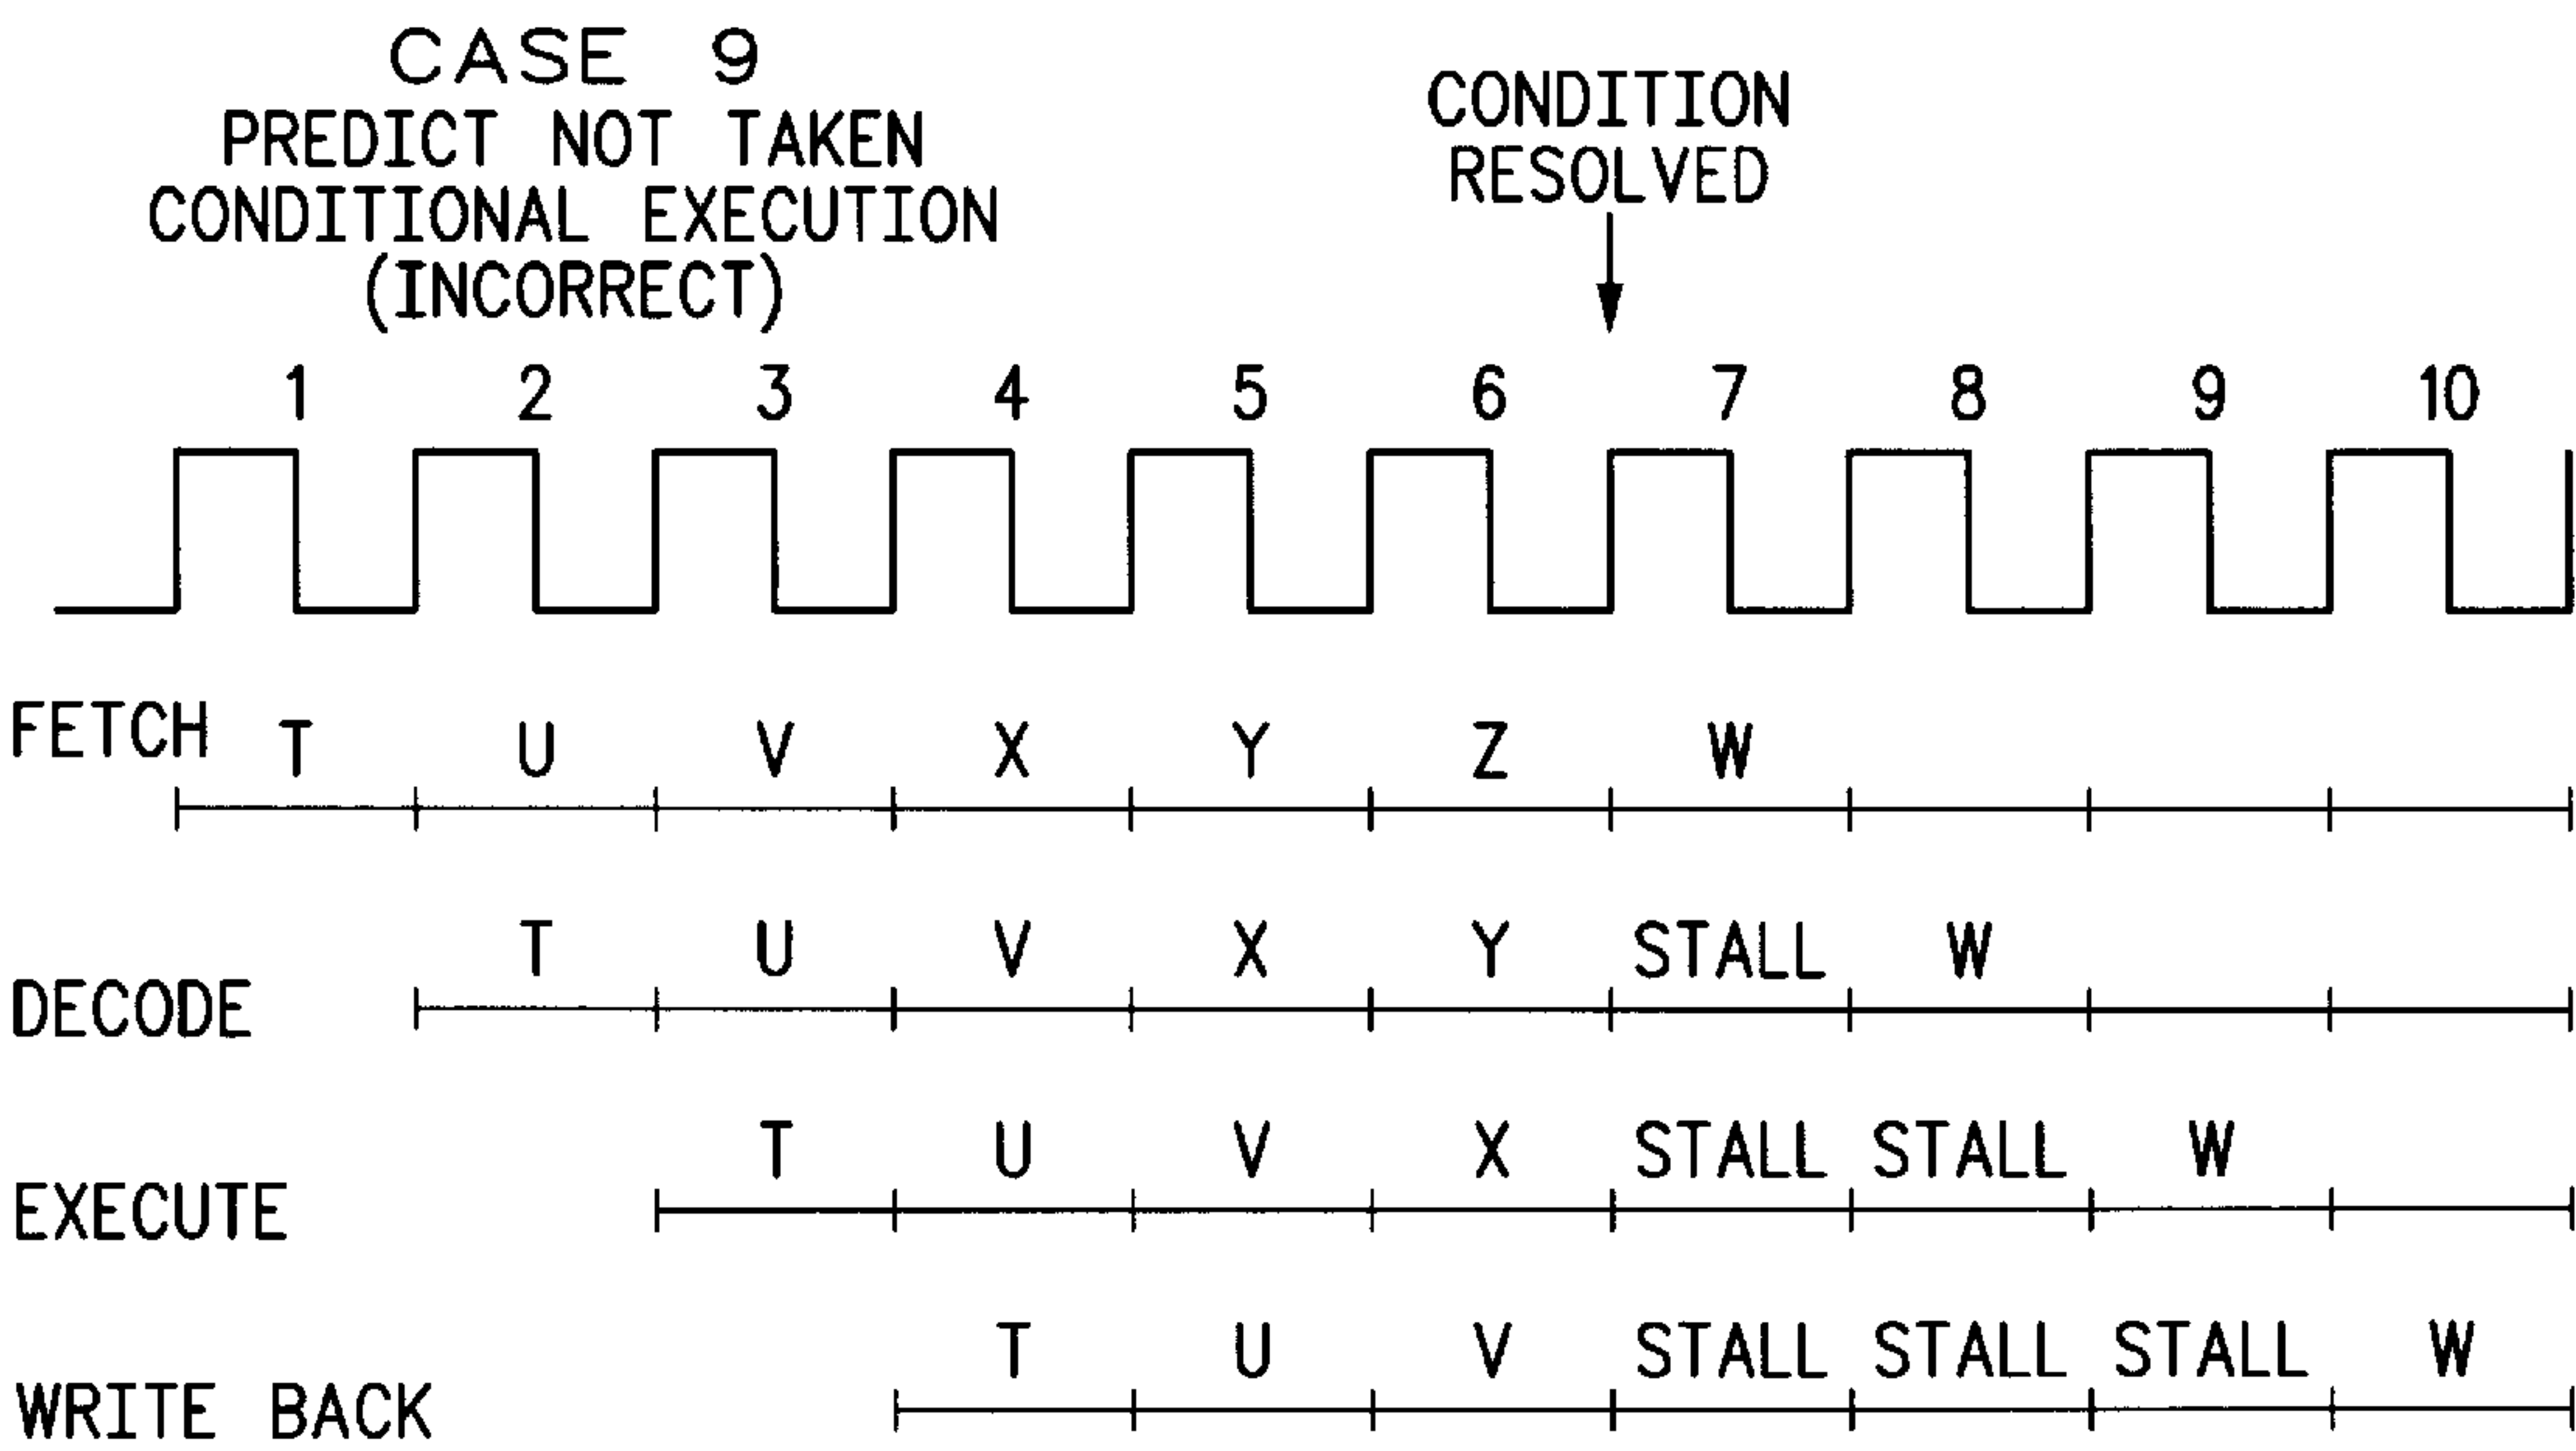 CASE 9
PREDICT NOT TAKEN
CONDITIONAL EXECUTION
(INCORRECT)
CONDITION
RESOLVED
1 2 3 4 5 6 7 8 9 10
FETCH T U V X Y Z W
DECODE T U V X Y STALL W
EXECUTE T U V X STALL STALL W
WRITE BACK T U V STALL STALL STALL W